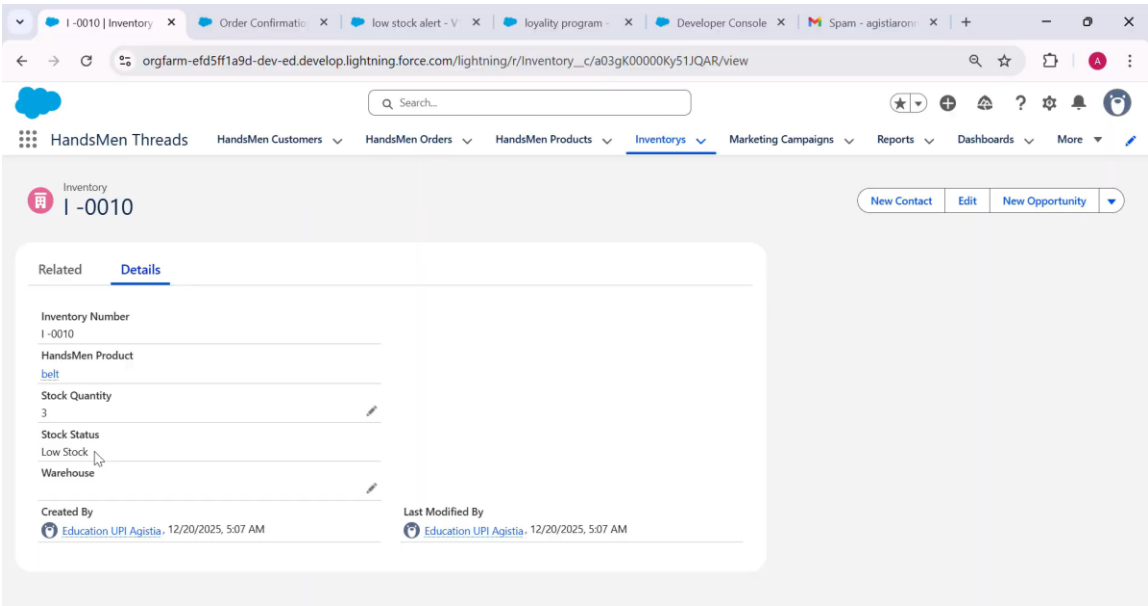 I -0010 | Inventory
Order Confirmatio
low stock alert - V
loyality program -
Developer Console
Spam - agistiaronr
orgfarm-efd5ff1a9d-dev-ed.develop.lightning.force.com/lightning/r/Inventory__c/a03gK00000Ky51JQAR/view
A
Search...
HandsMen Threads
HandsMen Customers
HandsMen Orders
HandsMen Products
Inventorys
Marketing Campaigns
Reports
Dashboards
More
Inventory
I -0010
New Contact
Edit
New Opportunity
Related
Details
Inventory Number
I -0010
HandsMen Product
belt
Stock Quantity
3
Stock Status
Low Stock
Warehouse
Created By
Education UPI Agistia, 12/20/2025, 5:07 AM
Last Modified By
Education UPI Agistia, 12/20/2025, 5:07 AM